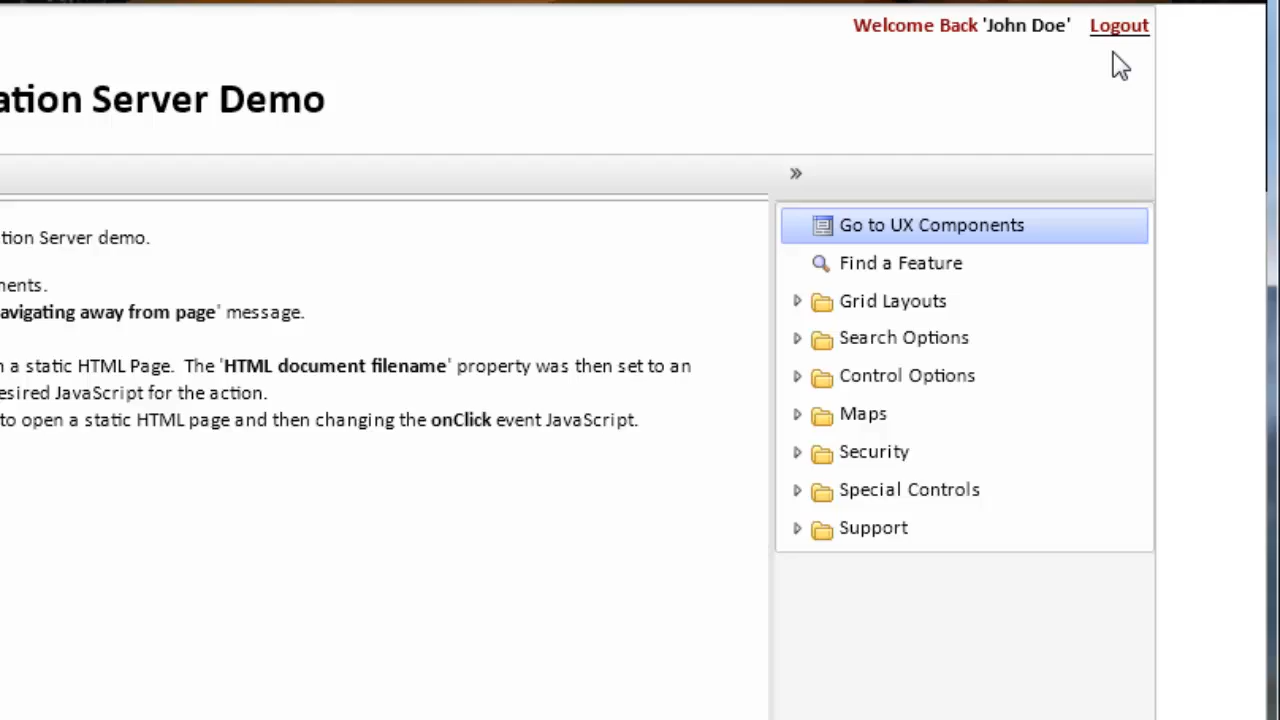 Welcome Back 'John Doe' Logout
ation Server Demo
»
tion Server demo.
nents.
avigating away from page' message.
n a static HTML Page. The 'HTML document filename' property was then set to an
esired JavaScript for the action.
to open a static HTML page and then changing the onClick event JavaScript.
Go to UX Components
Find a Feature
Grid Layouts
Search Options
Control Options
Maps
Security
Special Controls
Support